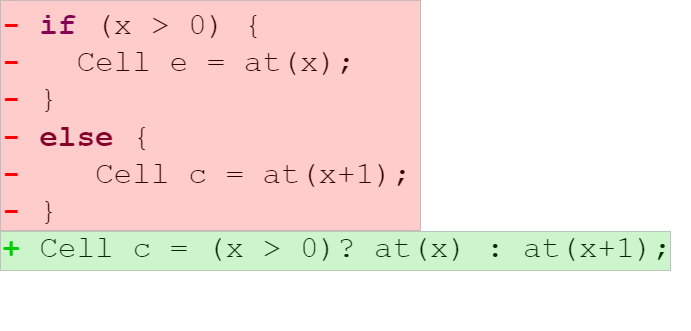 - if (x > 0) {
-   Cell e = at(x);
- }
- else {
-    Cell c = at(x+1);
- }
+ Cell c = (x > 0)? at(x) : at(x+1);